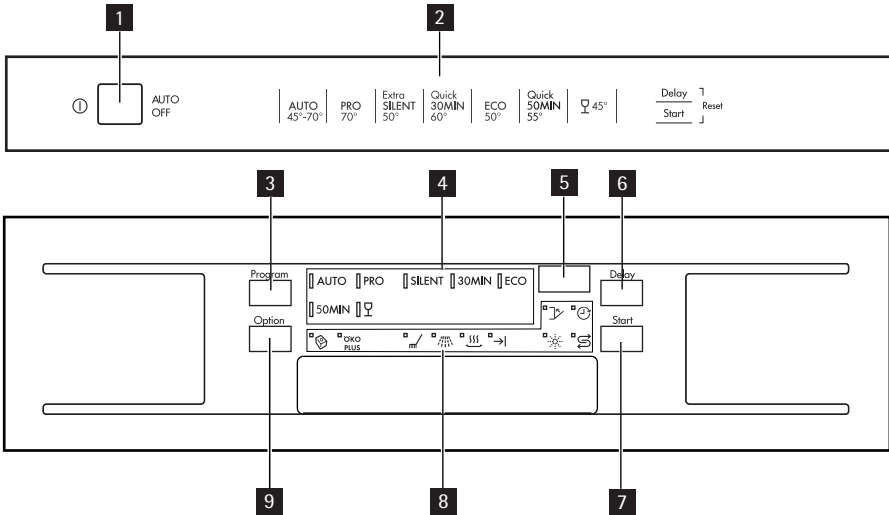 1
2
AUTO
OFF
AUTO
45°-70°
PRO
70°
Extra
SILENT
50°
Quick
30MIN
60°
ECO
50°
Quick
50MIN
55°
45°
Delay
Start
Reset
3
4
5
6
Program
AUTO PRO SILENT 30MIN ECO
Delay
50MIN
Option
Start
ÖKO
PLUS
9
8
7